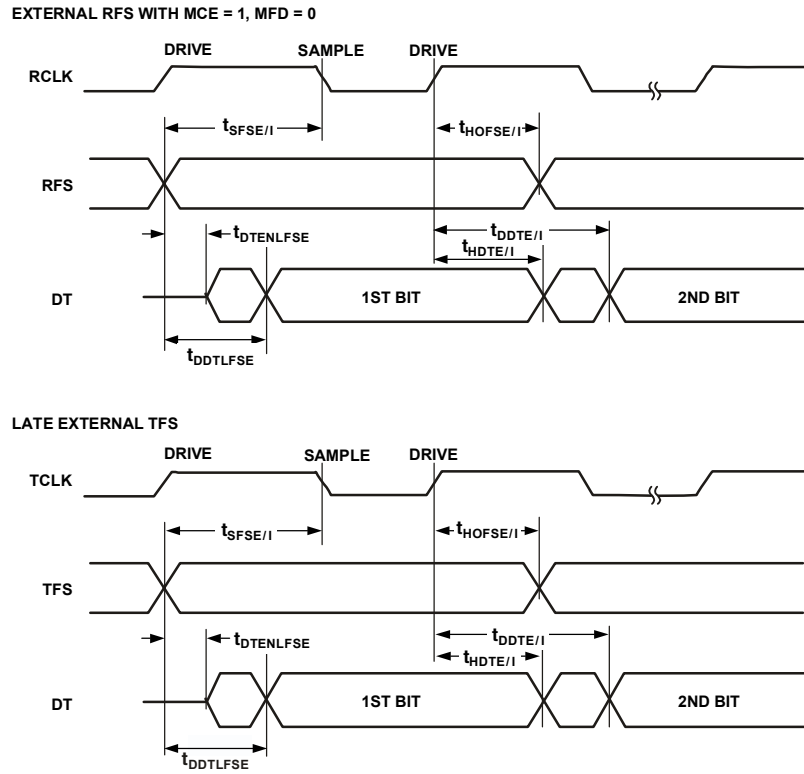 EXTERNAL RFS WITH MCE = 1, MFD = 0
DRIVE SAMPLE DRIVE
RCLK
tSFSE/I tHOFSE/I
RFS
tDDTE/I
tDTENLFSE tHDTE/I
DT 1ST BIT 2ND BIT
tDDTLFSE
LATE EXTERNAL TFS
DRIVE SAMPLE DRIVE
TCLK
tSFSE/I tHOFSE/I
TFS
tDTENLFSE tDDTE/I
tHDTE/I
DT 1ST BIT 2ND BIT
tDDTLFSE